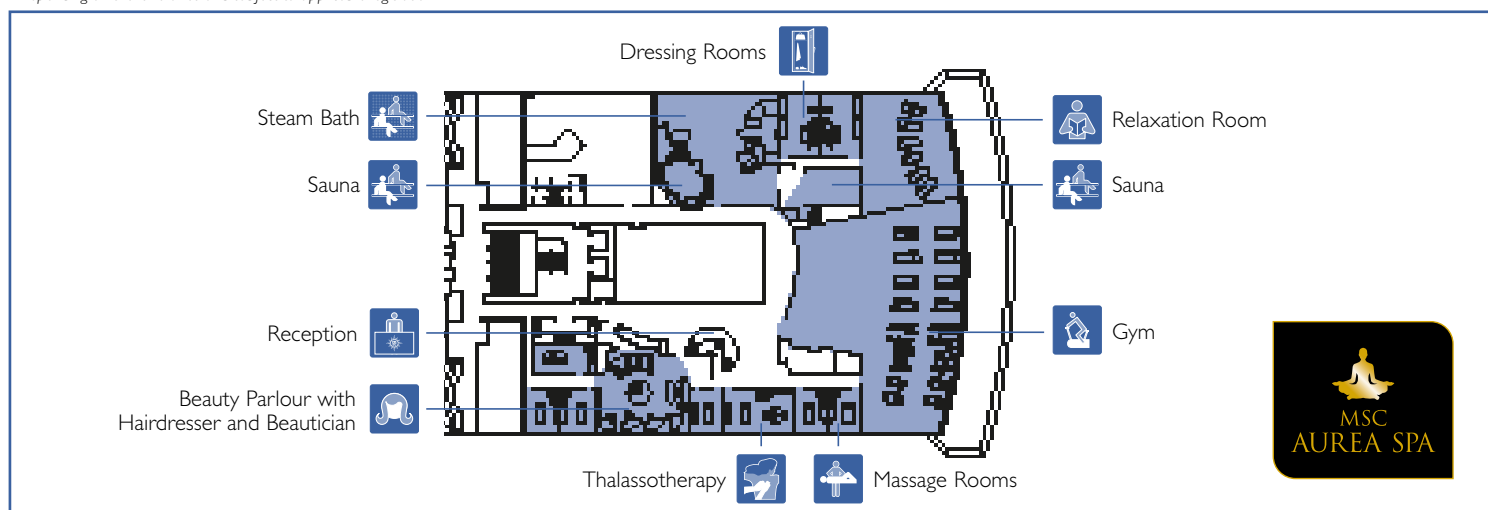 Dressing Rooms
Steam Bath
Relaxation Room
Sauna
Sauna
Reception
Gym
Beauty Parlour with
Hairdresser and Beautician
MSC
AUREA SPA
Thalassotherapy
Massage Rooms